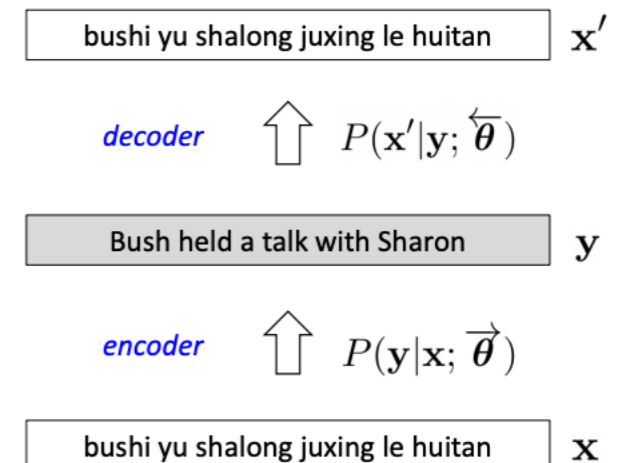 bushi yu shalong juxing le huitan x′
decoder P(x′|y; θ⃖)
Bush held a talk with Sharon y
encoder P(y|x; θ⃗)
bushi yu shalong juxing le huitan x